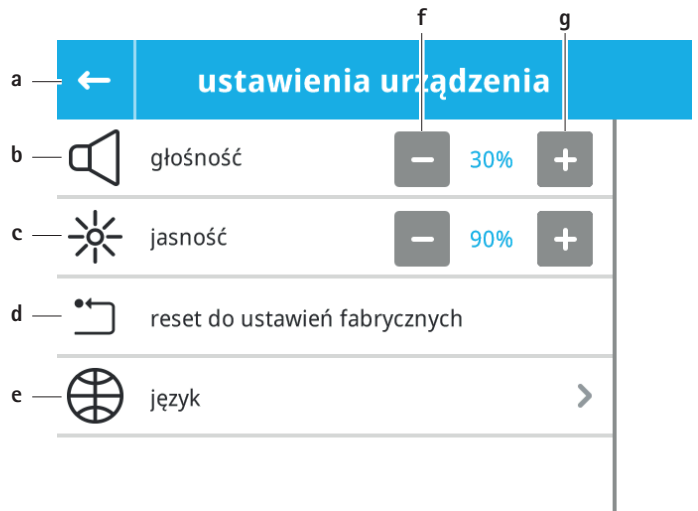 f g
a ustawienia urządzenia
b głośność 30%
c jasność 90%
d reset do ustawień fabrycznych
e język